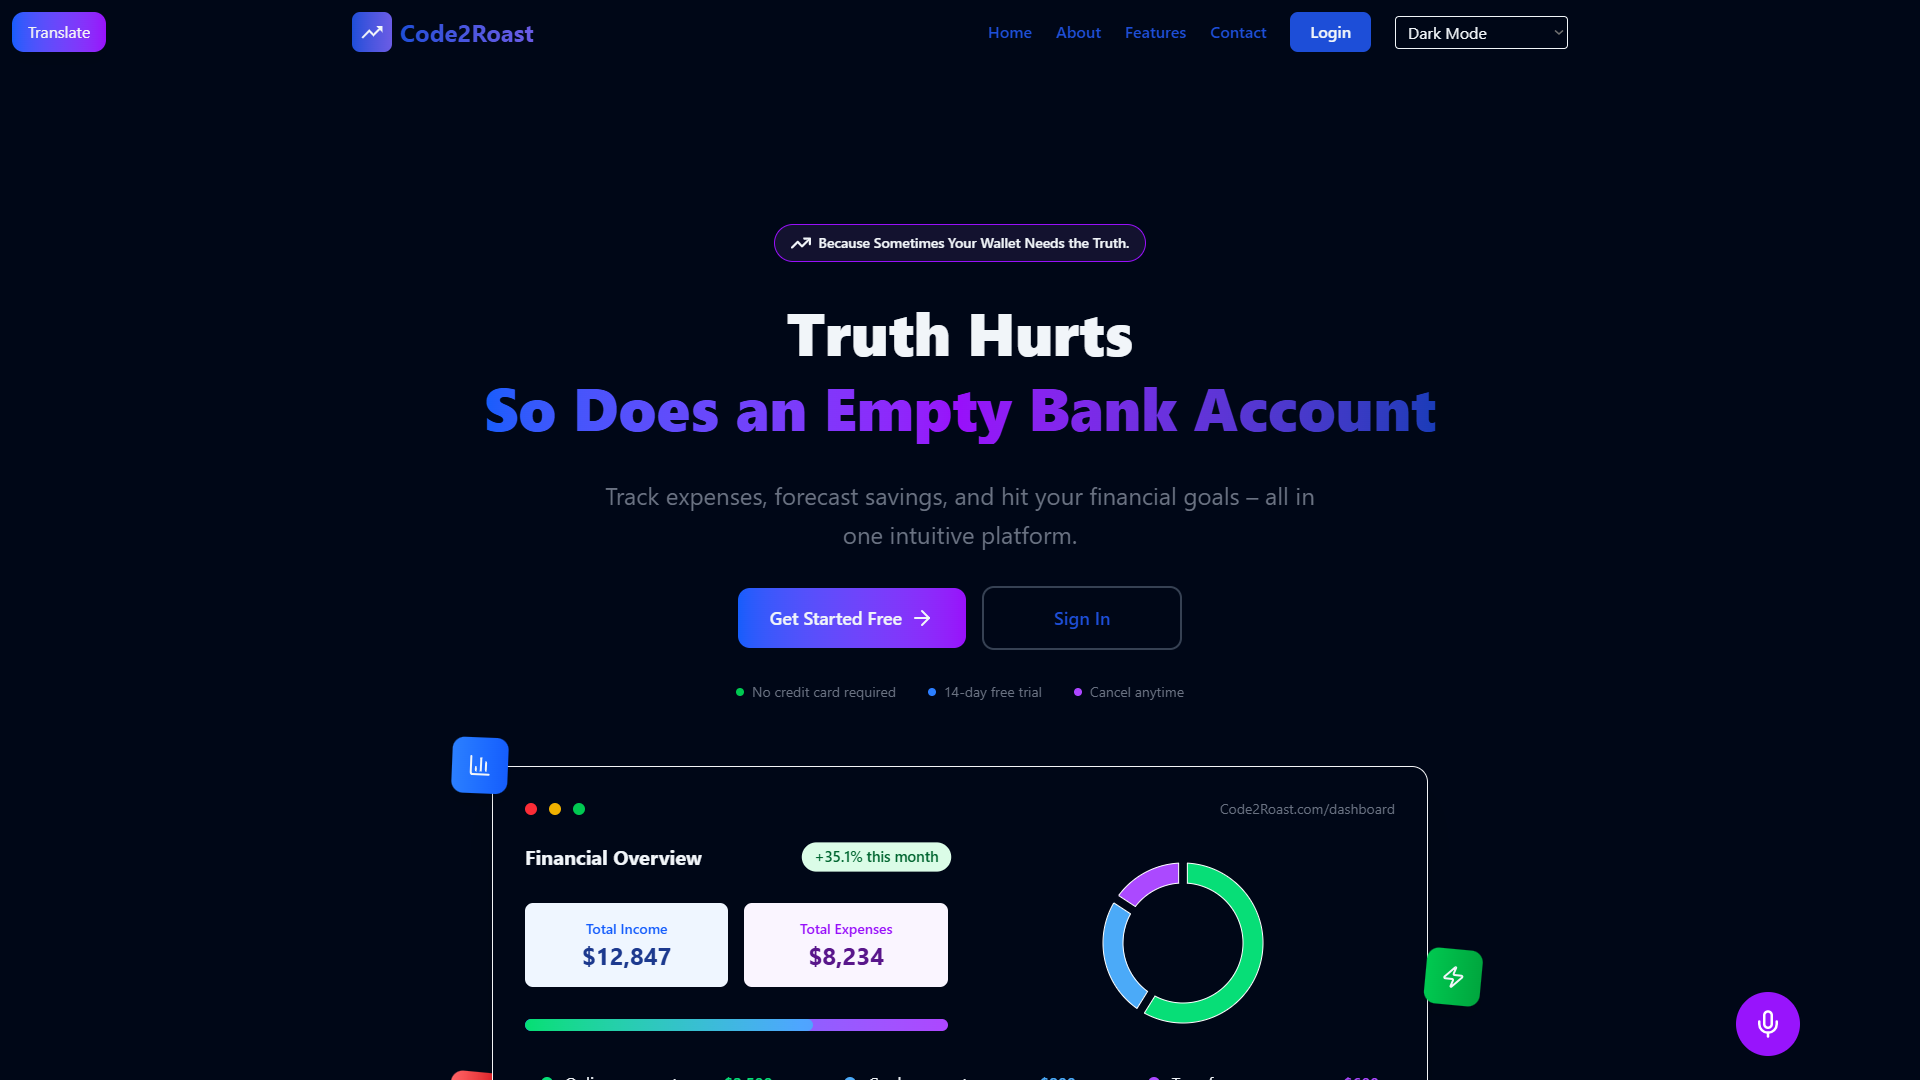 Translate
Code2Roast
Home
About
Features
Contact
Login
Dark Mode
Because Sometimes Your Wallet Needs the Truth.
Truth Hurts
So Does an Empty Bank Account
Track expenses, forecast savings, and hit your financial goals – all in
one intuitive platform.
Get Started Free
Sign In
No credit card required
14-day free trial
Cancel anytime
Code2Roast.com/dashboard
Financial Overview
+35.1% this month
Total Income
$12,847
Total Expenses
$8,234